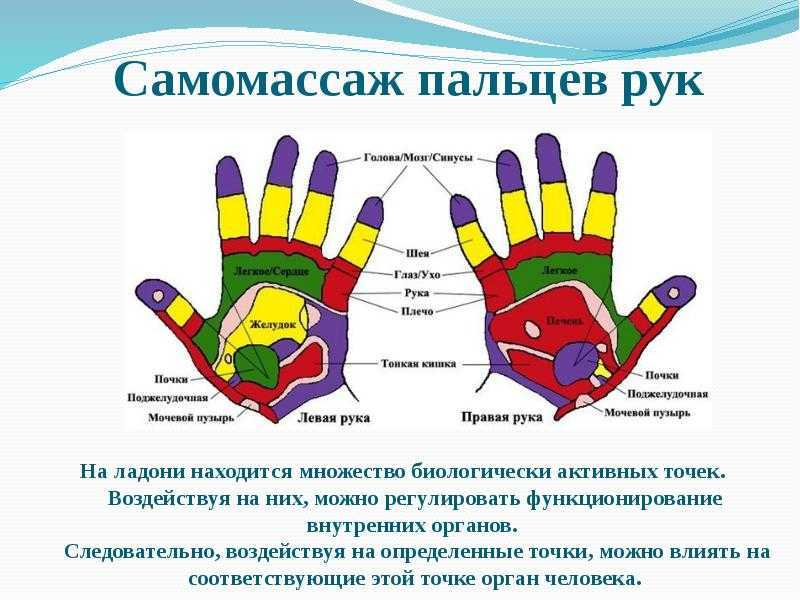 Самомассаж пальцев рук
Голова/Мозг/Синусы
Шея
Глаз/Ухо
Рука
Плечо
Легкое/Сердце
Легкое
Желудок
Печень
Тонкая кишка
Почки
Поджелудочная
Мочевой пузырь
Левая рука
Правая рука
Почки
Поджелудочная
Мочевой пузырь
На ладони находится множество биологически активных точек.
Воздействуя на них, можно регулировать функционирование
внутренних органов.
Следовательно, воздействуя на определенные точки, можно влиять на
соответствующие этой точке орган человека.